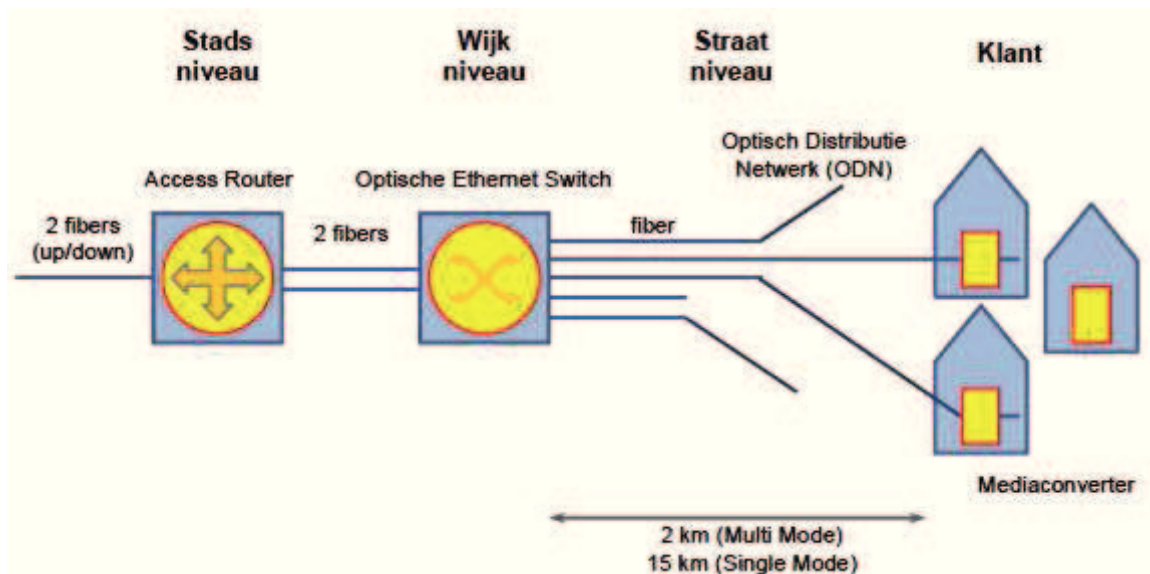 Stads
niveau
Wijk
niveau
Straat
niveau
Klant
Optisch Distributie
Netwerk (ODN)
Access Router
Optische Ethernet Switch
2 fibers
(up/down)
2 fibers
fiber
Mediaconverter
2 km (Multi Mode)
15 km (Single Mode)